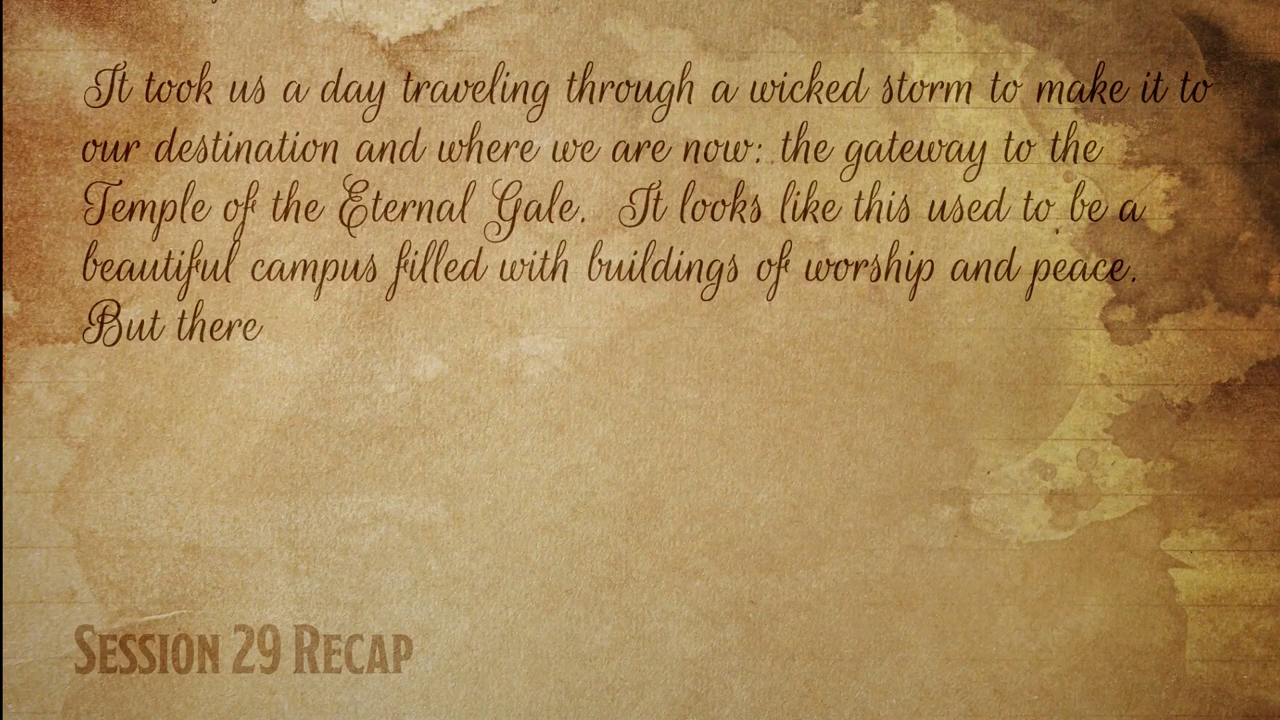 It took us a day traveling through a wicked storm to make it to
our destination and where we are now: the gateway to the
Temple of the Eternal Gale.  It looks like this used to be a
beautiful campus filled with buildings of worship and peace.
But there
Session 29 Recap